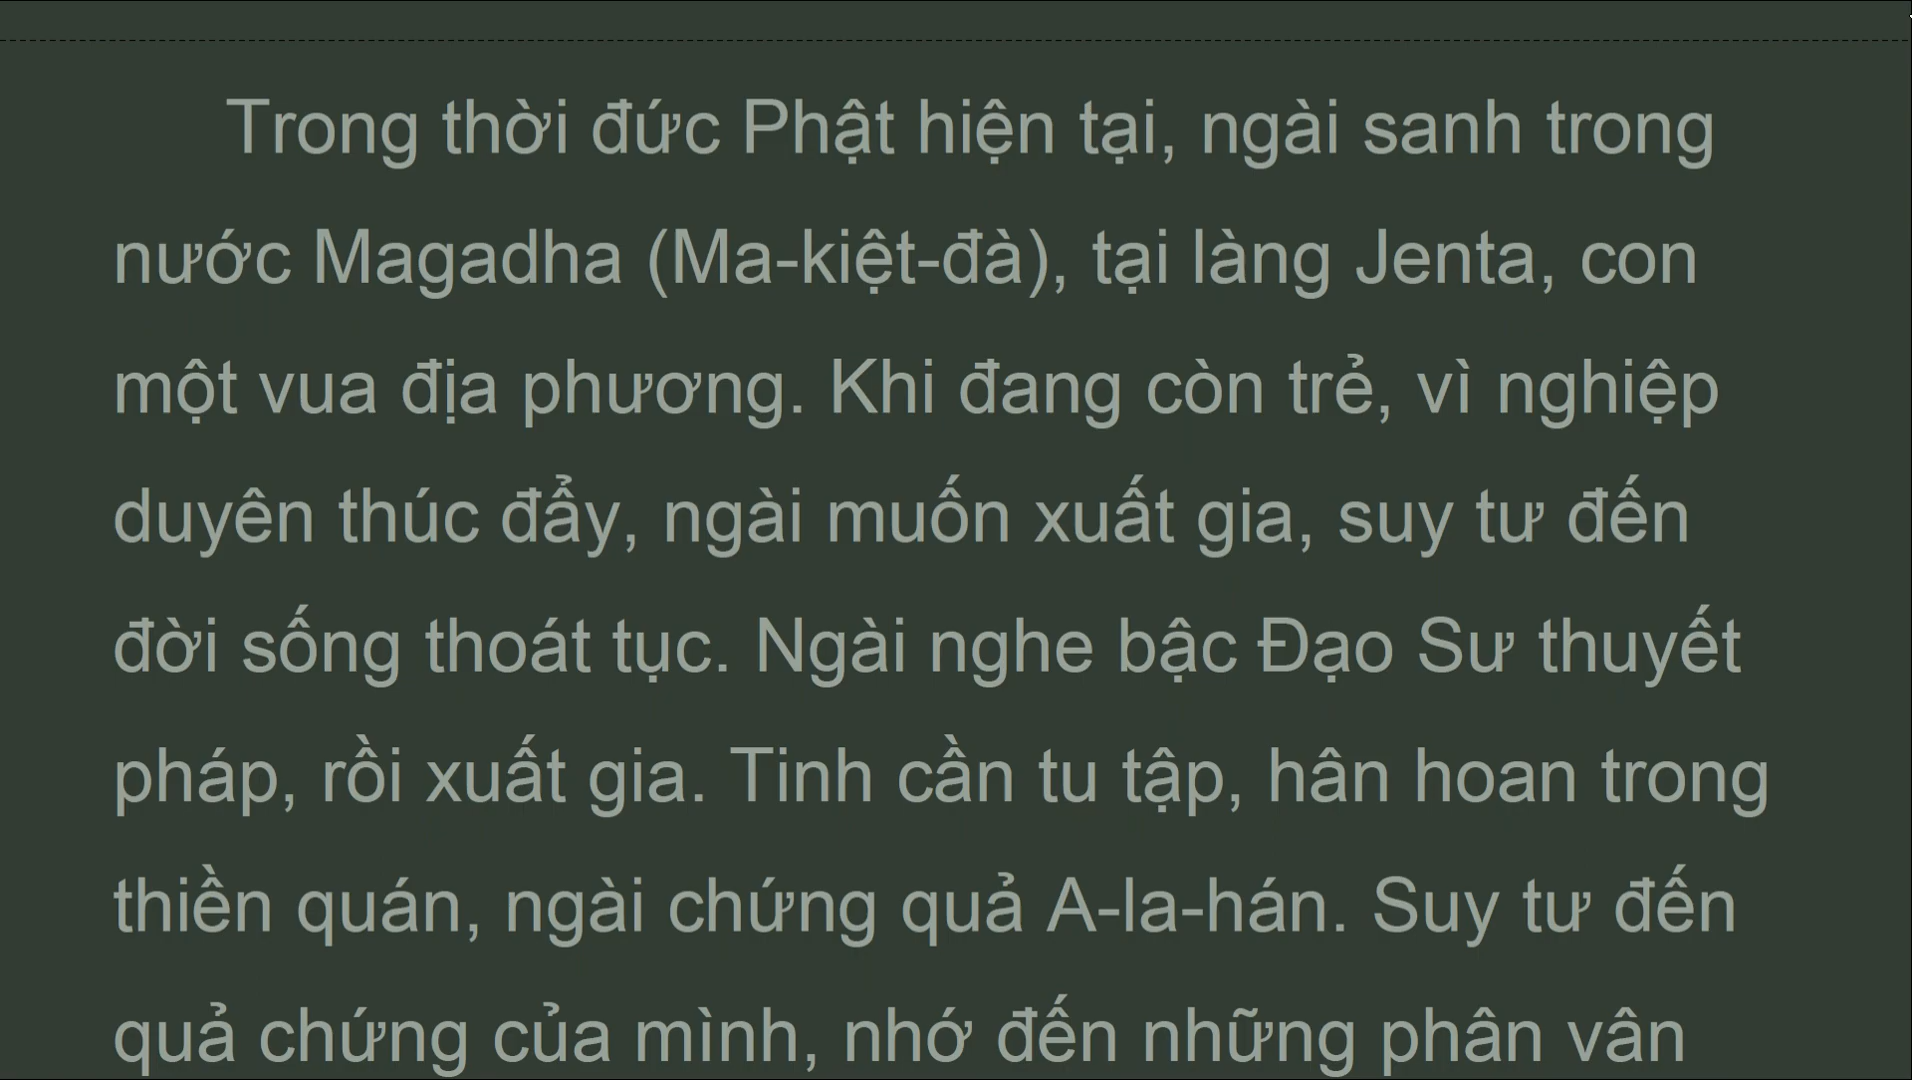 Trong thời đức Phật hiện tại, ngài sanh trong
nước Magadha (Ma-kiệt-đà), tại làng Jenta, con
một vua địa phương. Khi đang còn trẻ, vì nghiệp
duyên thúc đẩy, ngài muốn xuất gia, suy tư đến
đời sống thoát tục. Ngài nghe bậc Đạo Sư thuyết
pháp, rồi xuất gia. Tinh cần tu tập, hân hoan trong
thiền quán, ngài chứng quả A-la-hán. Suy tư đến
quả chứng của mình, nhớ đến những phân vân